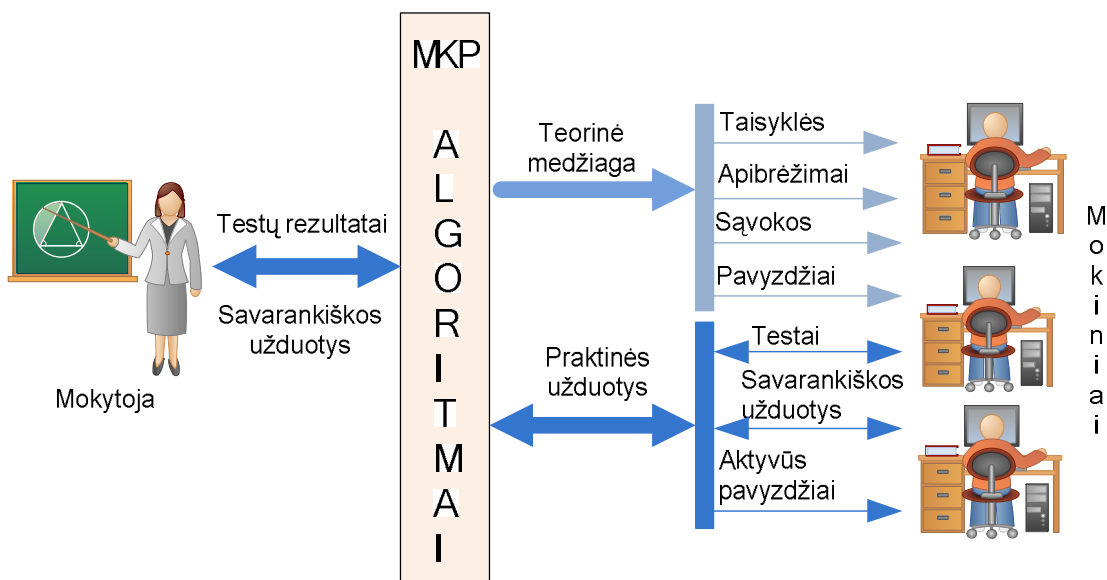 Testų rezultatai
Savarankiškos
užduotys
Mokytoja
MKP
ALGORITMAI
Teorinė
medžiaga
Praktinės
užduotys
Taisyklės
Apibrėžimai
Sąvokos
Pavyzdžiai
Testai
Savarankiškos
užduotys
Aktyvūs
pavyzdžiai
Mokiniai